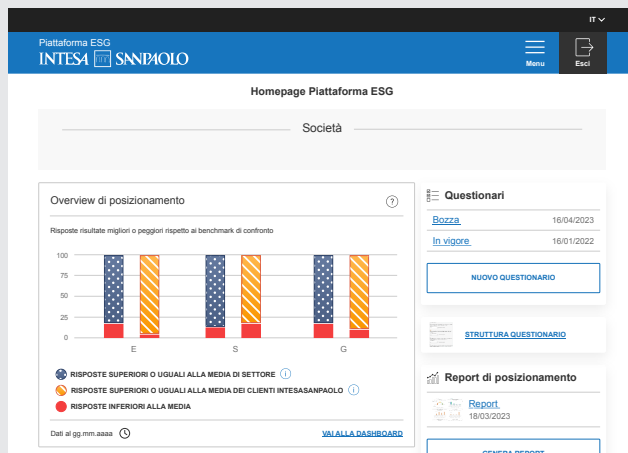 IT
Piattaforma ESG
INTESA SANPAOLO
Menu
Esci
Homepage Piattaforma ESG
Società
Overview di posizionamento
?
Risposte risultate migliori o peggiori rispetto ai benchmark di confronto
100
75
50
25
0
E S G
RISPOSTE SUPERIORI O UGUALI ALLA MEDIA DI SETTORE i
RISPOSTE SUPERIORI O UGUALI ALLA MEDIA DEI CLIENTI INTESASANPAOLO i
RISPOSTE INFERIORI ALLA MEDIA
Dati al gg.mm.aaaa
VAI ALLA DASHBOARD
Questionari
Bozza 16/04/2023
In vigore 16/01/2022
NUOVO QUESTIONARIO
STRUTTURA QUESTIONARIO
Report di posizionamento
Report
18/03/2023
GENERA REPORT